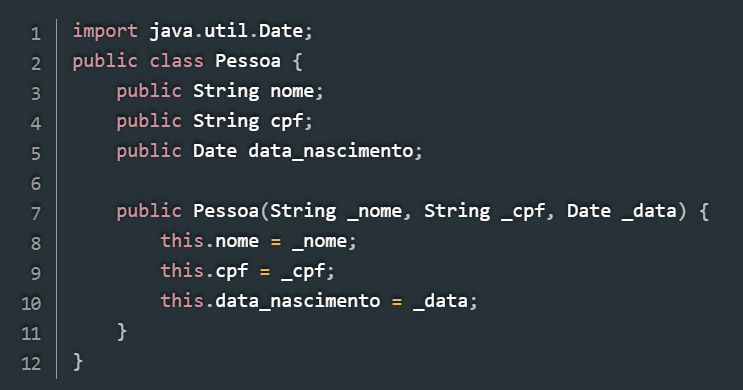 1 import java.util.Date;
2 public class Pessoa {
3     public String nome;
4     public String cpf;
5     public Date data_nascimento;
6
7     public Pessoa(String _nome, String _cpf, Date _data) {
8         this.nome = _nome;
9         this.cpf = _cpf;
10         this.data_nascimento = _data;
11     }
12 }